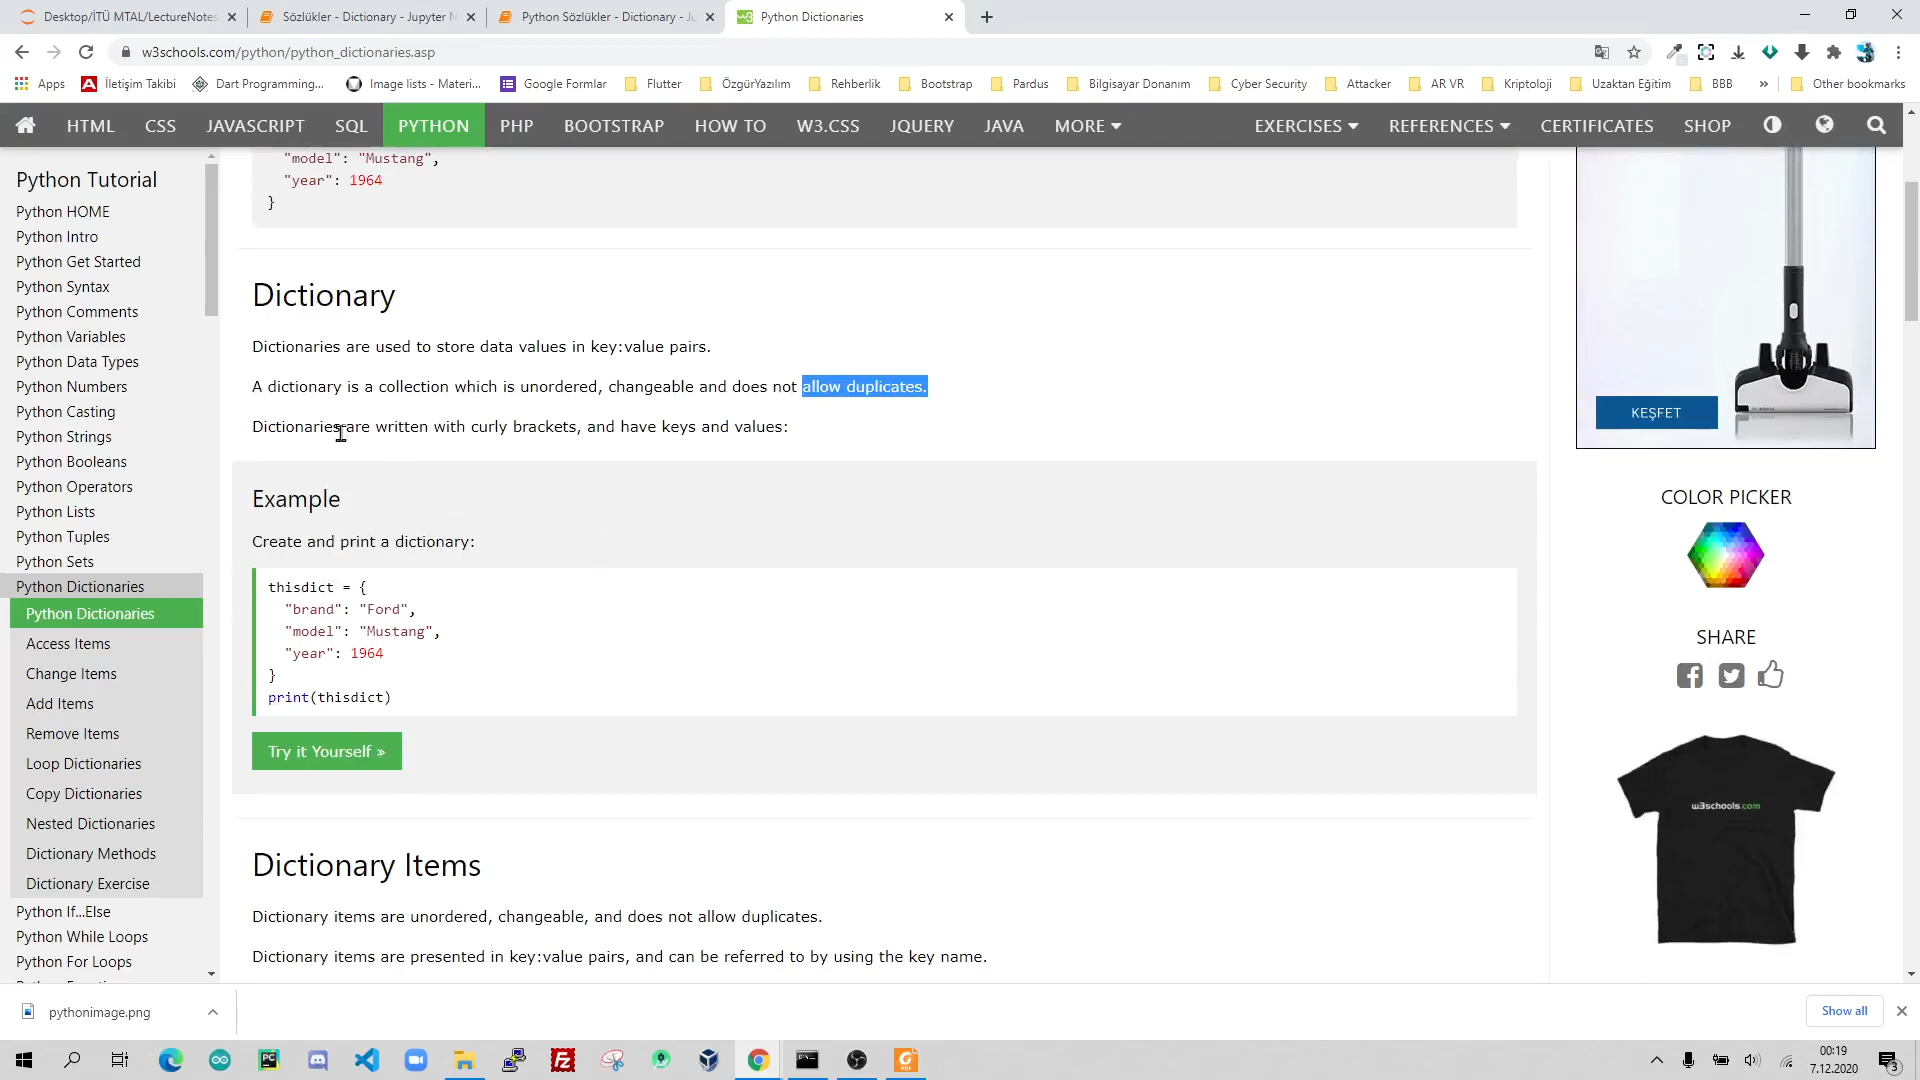 Desktop/İTÜ MTAL/LectureNotes
Sözlükler - Dictionary - Jupyter N
Python Sözlükler - Dictionary - Ju
Python Dictionaries
w3schools.com/python/python_dictionaries.asp
Apps
İletişim Takibi
Dart Programming...
Image lists - Materi...
Google Formlar
Flutter
ÖzgürYazılım
Rehberlik
Bootstrap
Pardus
Bilgisayar Donanım
Cyber Security
Attacker
AR VR
Kriptoloji
Uzaktan Eğitim
BBB
»
Other bookmarks
HTML
CSS
JAVASCRIPT
SQL
PYTHON
PHP
BOOTSTRAP
HOW TO
W3.CSS
JQUERY
JAVA
MORE
EXERCISES
REFERENCES
CERTIFICATES
SHOP
Python Tutorial
Python HOME
Python Intro
Python Get Started
Python Syntax
Python Comments
Python Variables
Python Data Types
Python Numbers
Python Casting
Python Strings
Python Booleans
Python Operators
Python Lists
Python Tuples
Python Sets
Python Dictionaries
Python Dictionaries
Access Items
Change Items
Add Items
Remove Items
Loop Dictionaries
Copy Dictionaries
Nested Dictionaries
Dictionary Methods
Dictionary Exercise
Python If...Else
Python While Loops
Python For Loops
"model": "Mustang",
"year": 1964
}
Dictionary
Dictionaries are used to store data values in key:value pairs.
A dictionary is a collection which is unordered, changeable and does not allow duplicates.
Dictionaries are written with curly brackets, and have keys and values:
Example
Create and print a dictionary:
thisdict = {
"brand": "Ford",
"model": "Mustang",
"year": 1964
}
print(thisdict)
Try it Yourself »
Dictionary Items
Dictionary items are unordered, changeable, and does not allow duplicates.
Dictionary items are presented in key:value pairs, and can be referred to by using the key name.
KEŞFET
COLOR PICKER
SHARE
w3schools.com
pythonimage.png
Show all
00:19
7.12.2020
3